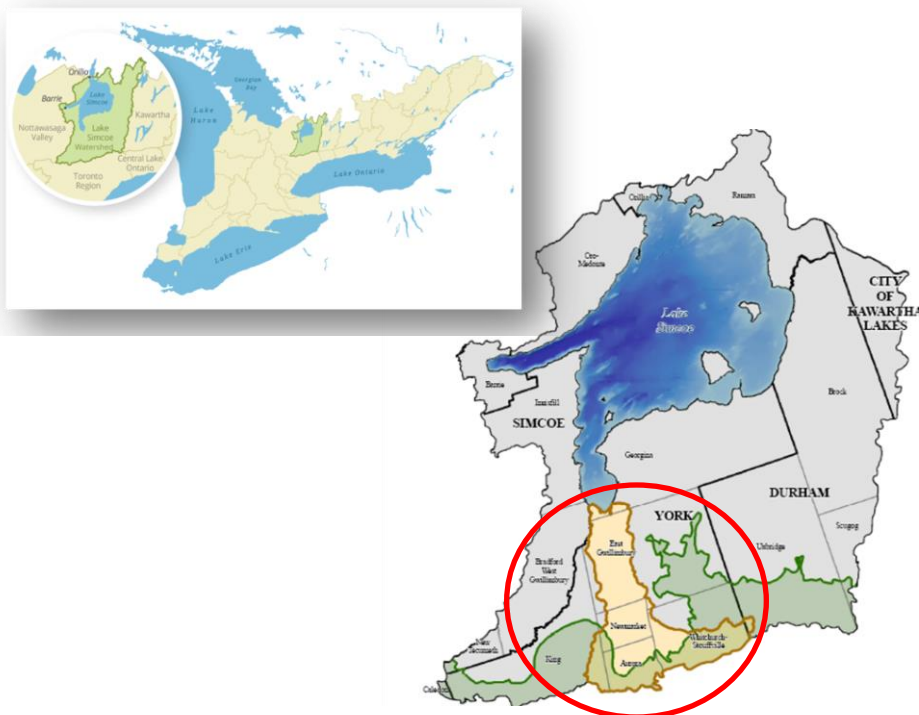 Orillia
Barrie
Lake
Simcoe
Nottawasaga
Valley
Lake
Simcoe
Watershed
Kawartha
Central Lake
Ontario
Toronto
Region
Georgian
Bay
Lake
Huron
Lake Ontario
Lake Erie
Orillia
Ramara
Oro-
Medonte
CITY
OF
KAWARTHA
LAKES
Lake
Simcoe
Barrie
Innisfil
SIMCOE
Brock
Georgina
DURHAM
YORK
Scugog
Uxbridge
East
Gwillimbury
Bradford
West
Gwillimbury
Newmarket
Whitchurch-
Stouffville
New
Tecumseth
King
Aurora
Caledon